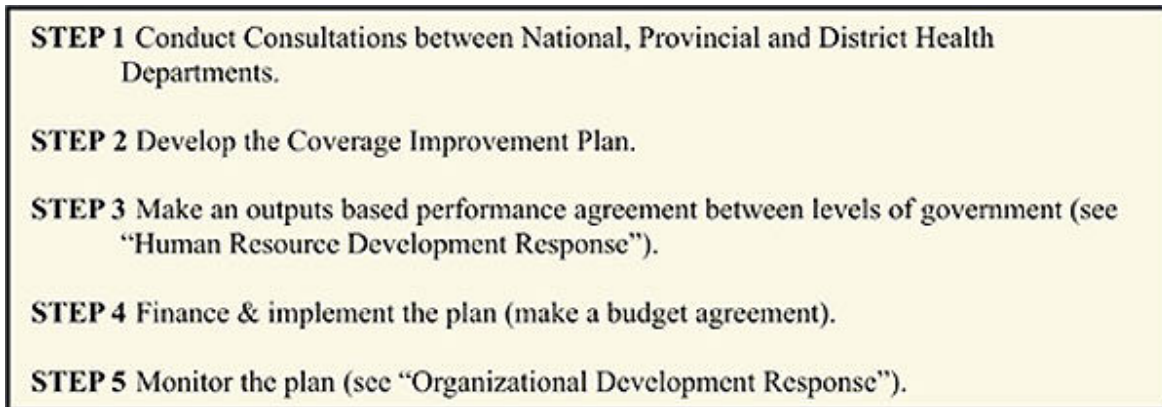 STEP 1 Conduct Consultations between National, Provincial and District Health
Departments.
STEP 2 Develop the Coverage Improvement Plan.
STEP 3 Make an outputs based performance agreement between levels of government (see
“Human Resource Development Response”).
STEP 4 Finance & implement the plan (make a budget agreement).
STEP 5 Monitor the plan (see “Organizational Development Response”).